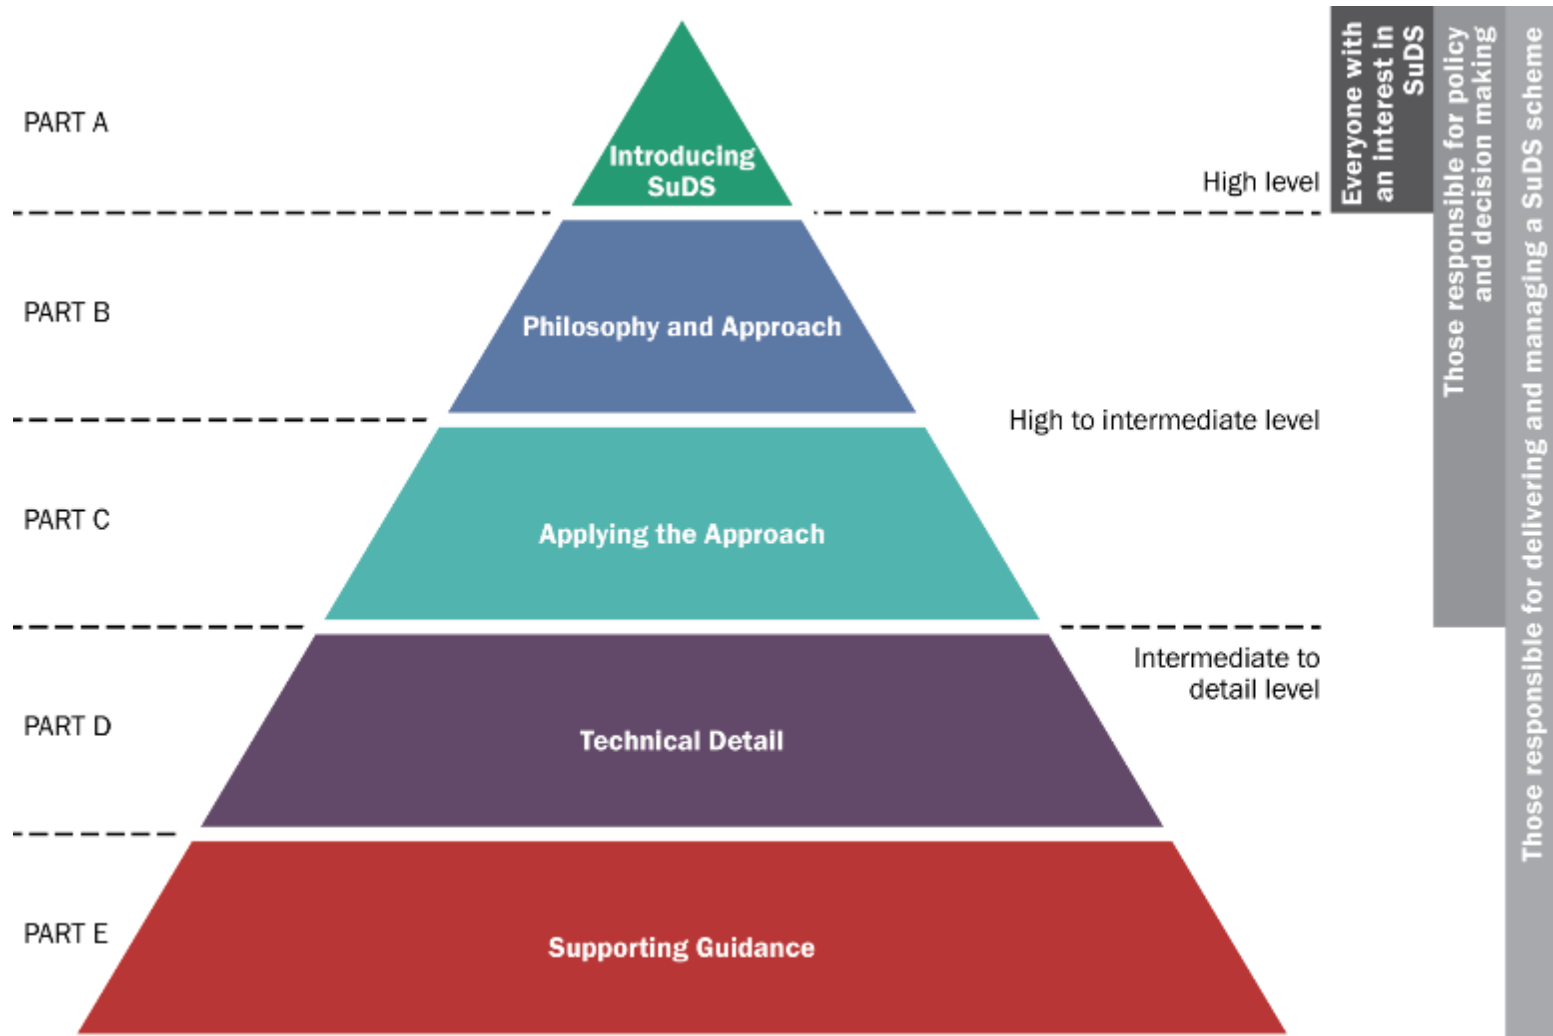 PART A
Introducing
SuDS
High level
PART B
Philosophy and Approach
High to intermediate level
PART C
Applying the Approach
Intermediate to
detail level
PART D
Technical Detail
PART E
Supporting Guidance
Everyone with
an interest in
SuDS
Those responsible for policy
and decision making
Those responsible for delivering and managing a SuDS scheme